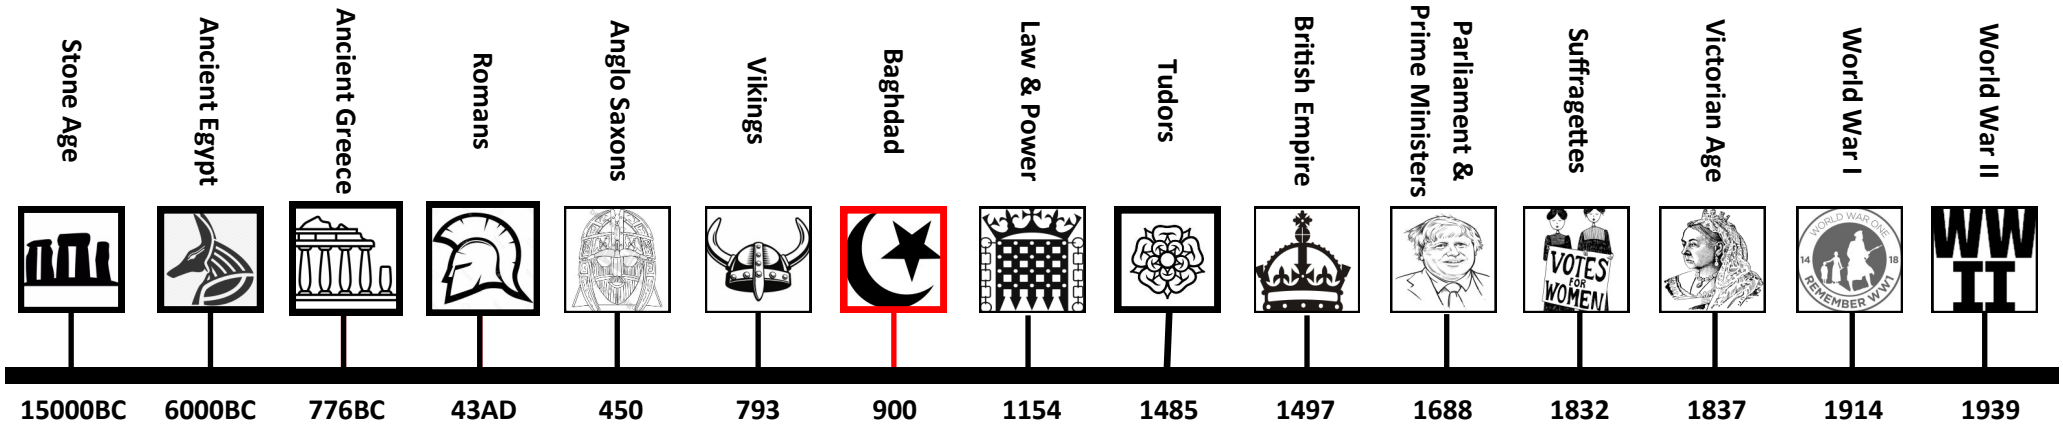 Stone Age
Ancient Egypt
Ancient Greece
Romans
Anglo Saxons
Vikings
Baghdad
Law & Power
Tudors
British Empire
Parliament &
Prime Ministers
Suffragettes
Victorian Age
World War I
World War II
VOTES
FOR
WOMEN
WORLD WAR ONE
14 18
REMEMBER WW1
WW
II
15000BC
6000BC
776BC
43AD
450
793
900
1154
1485
1497
1688
1832
1837
1914
1939